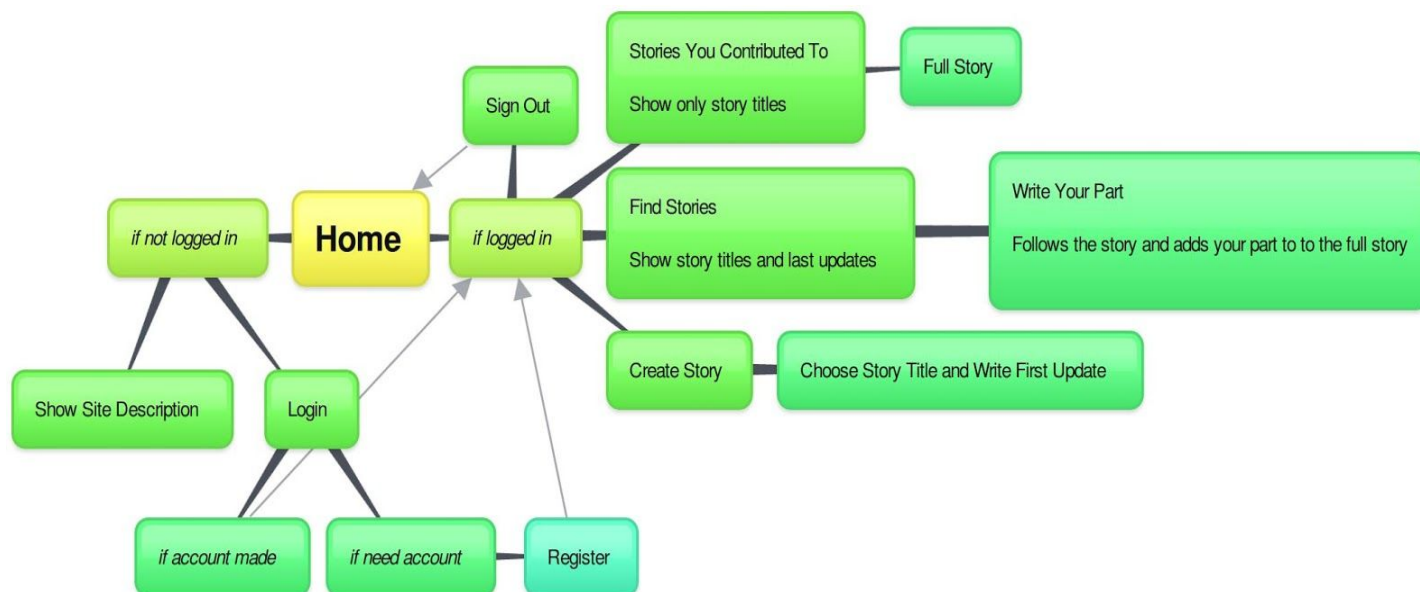 Stories You Contributed To
Show only story titles
Full Story
Sign Out
Home
if not logged in
if logged in
Find Stories
Show story titles and last updates
Write Your Part
Follows the story and adds your part to to the full story
Show Site Description
Login
Create Story
Choose Story Title and Write First Update
if account made
if need account
Register